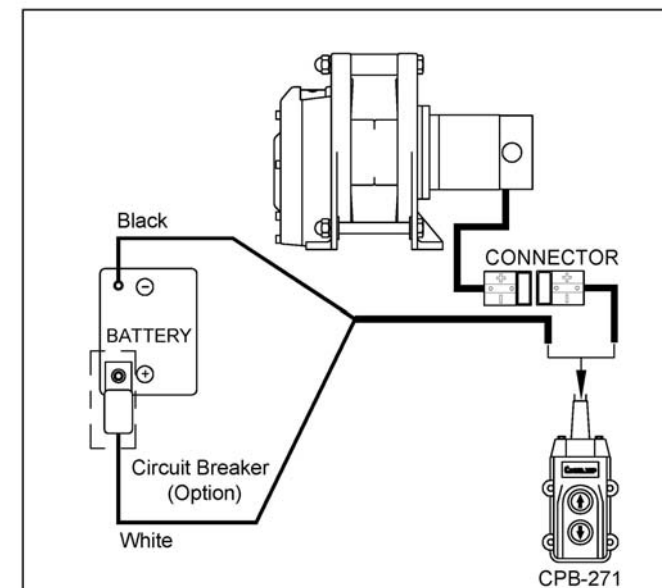 Black
CONNECTOR
+
+
−
−
−
BATTERY
+
Circuit Breaker
(Option)
White
CPB-271